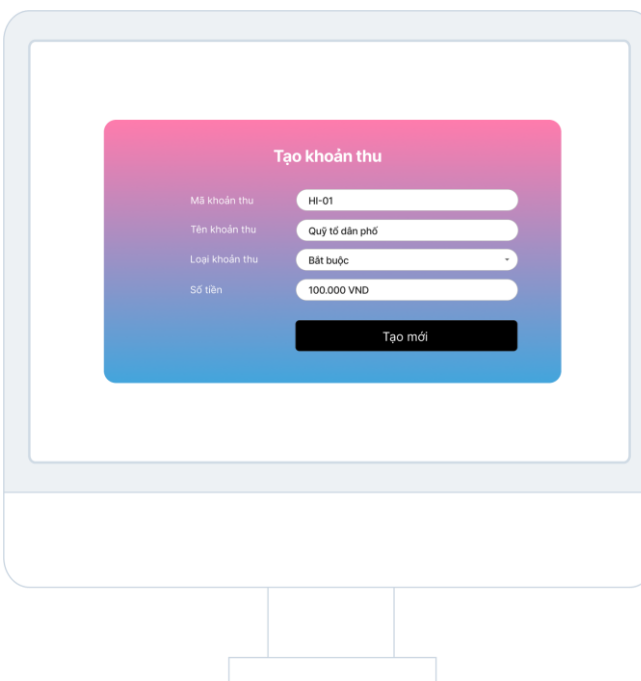 Tạo khoản thu
Mã khoản thu HI-01
Tên khoản thu Quỹ tổ dân phố
Loại khoản thu Bắt buộc
Số tiền 100.000 VND
Tạo mới